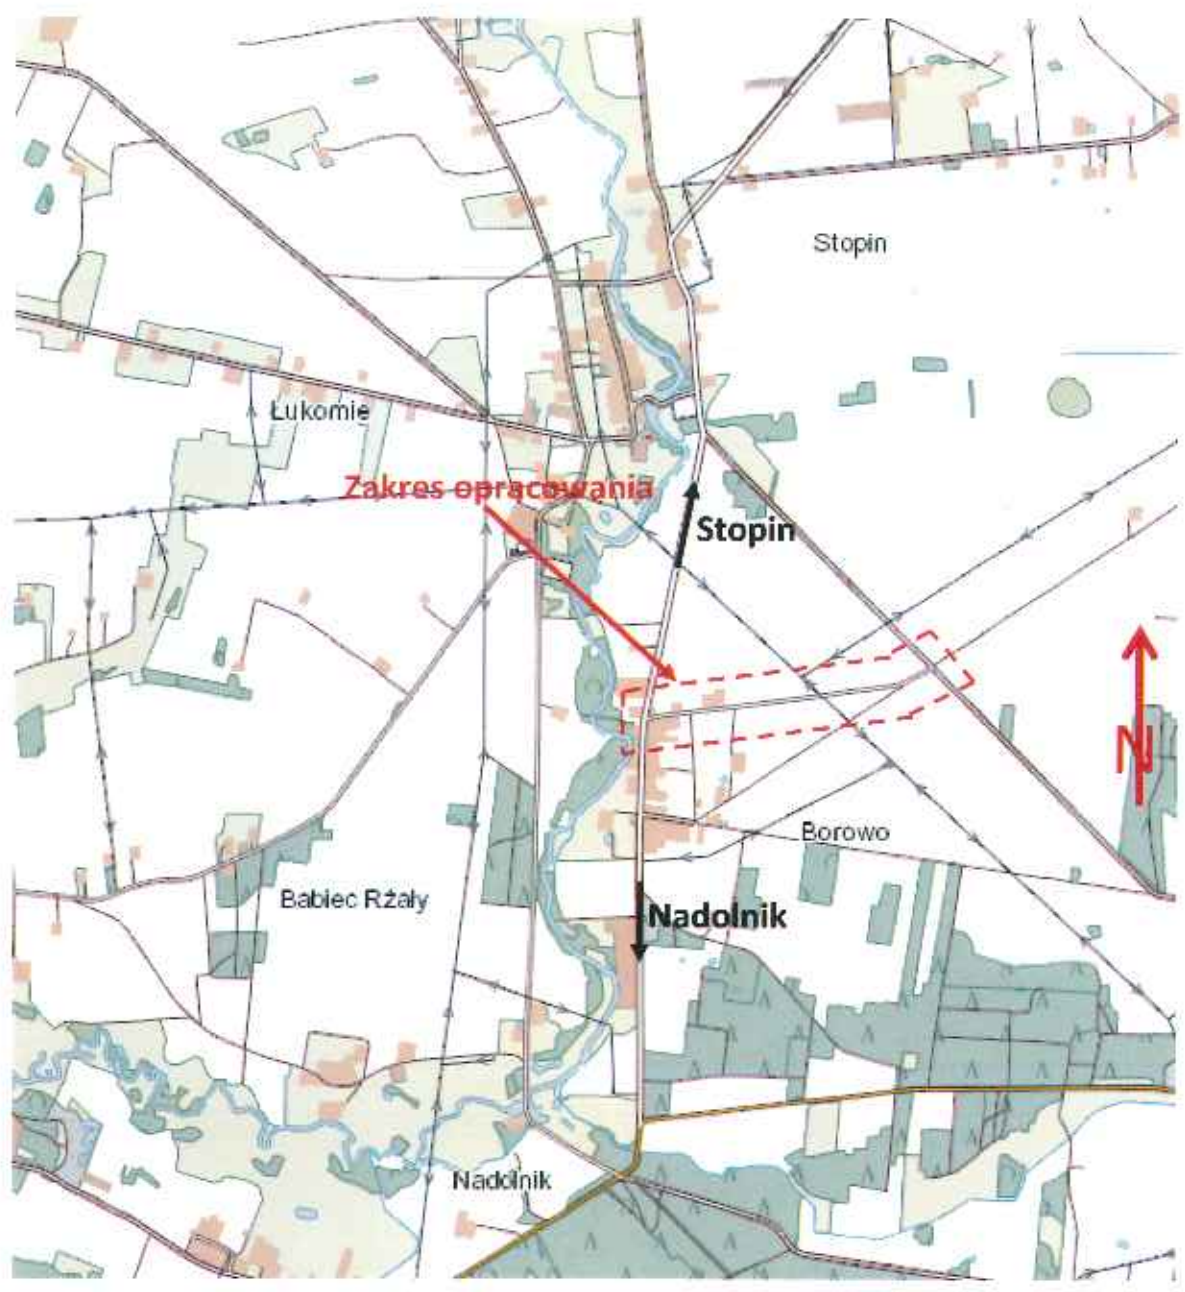 Stopin
Łukomie
Zakres opracowania
Stopin
N
Borowo
Babiec Rżały
Nadolnik
Nadolnik